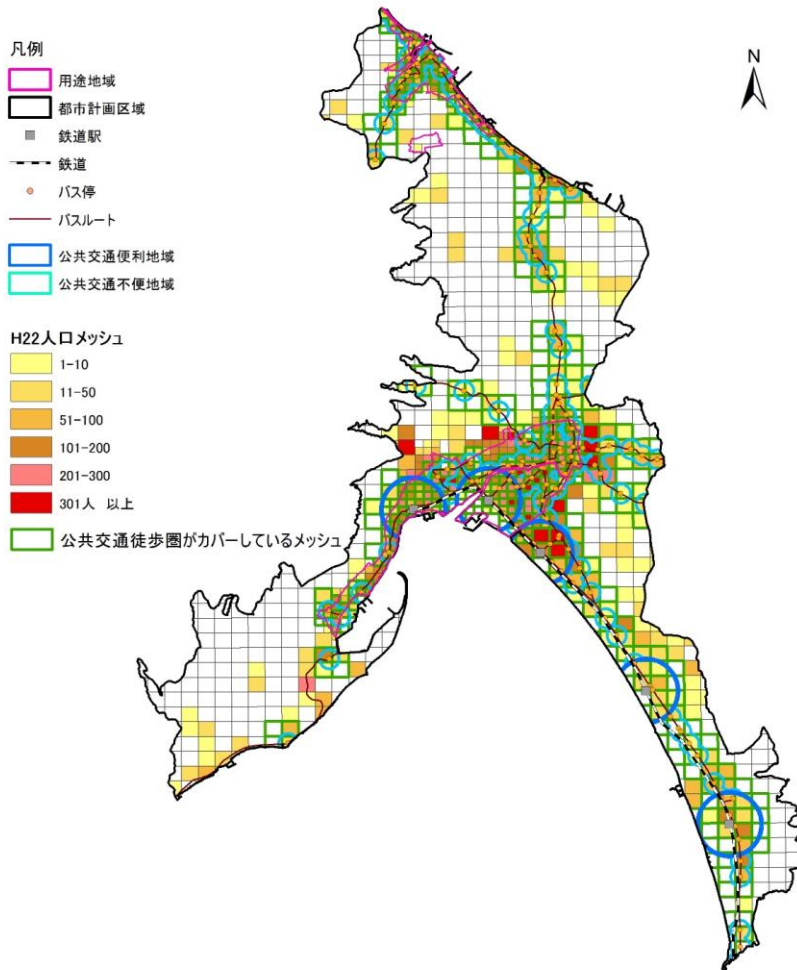 凡例
用途地域
都市計画区域
鉄道駅
鉄道
バス停
バスルート
公共交通便利地域
公共交通不便地域
H22人口メッシュ
1-10
11-50
51-100
101-200
201-300
301人 以上
公共交通徒歩圏がカバーしているメッシュ
N